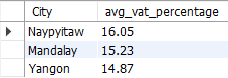 City avg_vat_percentage
Naypyitaw 16.05
Mandalay 15.23
Yangon 14.87